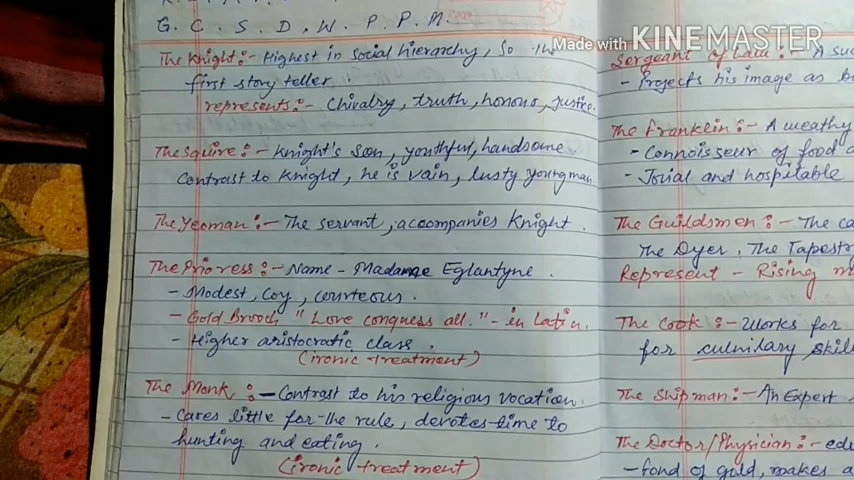 G. C. S. D. W. P. P. M.
Made with KINEMASTER
The Knight :- Highest in social hierarchy, so the
first story teller
represents :- Chivalry, truth, honour, justice.
The Squire :- Knight's son, youthful, handsome
Contrast to Knight, he is vain, lusty young man
The Yeoman :- The servant, accompanies Knight.
The Prioress :- Name - Madame Eglantyne.
- Modest, coy, courteous.
- Gold Brooch "Love conquers all." - in Latin.
- Higher aristocratic class.
(ironic treatment)
The Monk :- Contrast to his religious vocation.
- Cares little for the rule, devotes time to
hunting and eating.
(ironic treatment)
Sergeant of Law :- A
- Projects his image as
The Franklin :- A weathy
- Connoisseur of food
- Jovial and hospitable
The Guildsmen :- The
The Dyer, The
Represent - Rising
The Cook :- Works for
for culnilary skill
The Shipman :- An Expert
The Doctor/Physician :-
- fond of gold, makes a